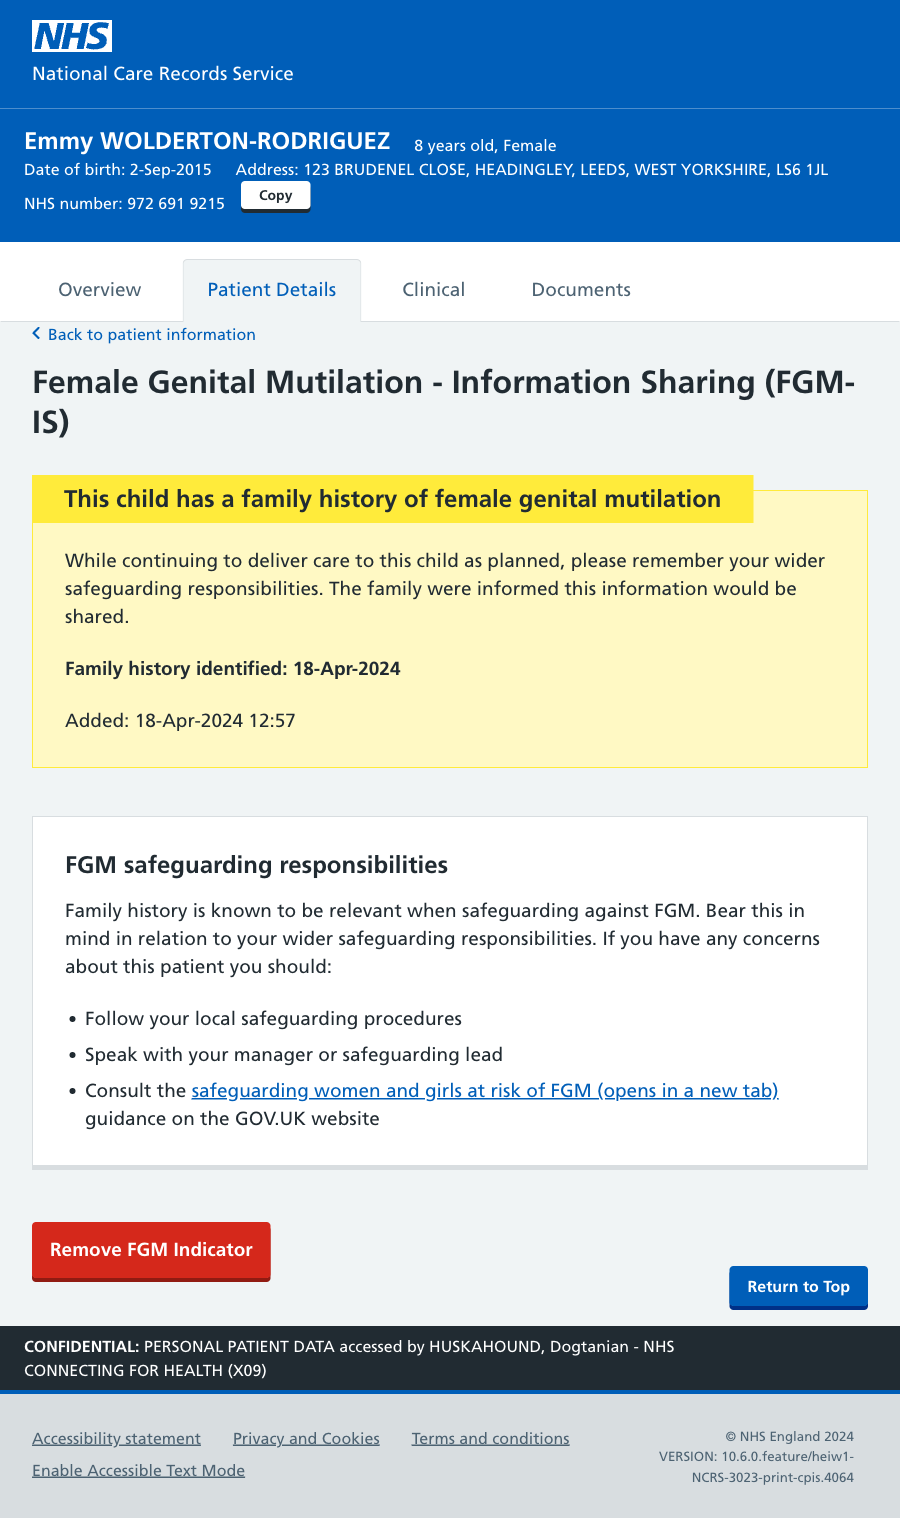 NHS
National Care Records Service
Emmy WOLDERTON-RODRIGUEZ 8 years old, Female
Date of birth: 2-Sep-2015 Address: 123 BRUDENEL CLOSE, HEADINGLEY, LEEDS, WEST YORKSHIRE, LS6 1JL
NHS number: 972 691 9215 Copy
Overview Patient Details Clinical Documents
Back to patient information
Female Genital Mutilation - Information Sharing (FGM-
IS)
This child has a family history of female genital mutilation
While continuing to deliver care to this child as planned, please remember your wider
safeguarding responsibilities. The family were informed this information would be
shared.
Family history identified: 18-Apr-2024
Added: 18-Apr-2024 12:57
FGM safeguarding responsibilities
Family history is known to be relevant when safeguarding against FGM. Bear this in
mind in relation to your wider safeguarding responsibilities. If you have any concerns
about this patient you should:
• Follow your local safeguarding procedures
• Speak with your manager or safeguarding lead
• Consult the safeguarding women and girls at risk of FGM (opens in a new tab)
guidance on the GOV.UK website
Remove FGM Indicator
Return to Top
CONFIDENTIAL: PERSONAL PATIENT DATA accessed by HUSKAHOUND, Dogtanian - NHS
CONNECTING FOR HEALTH (X09)
Accessibility statement Privacy and Cookies Terms and conditions
Enable Accessible Text Mode
© NHS England 2024
VERSION: 10.6.0.feature/heiw1-
NCRS-3023-print-cpis.4064